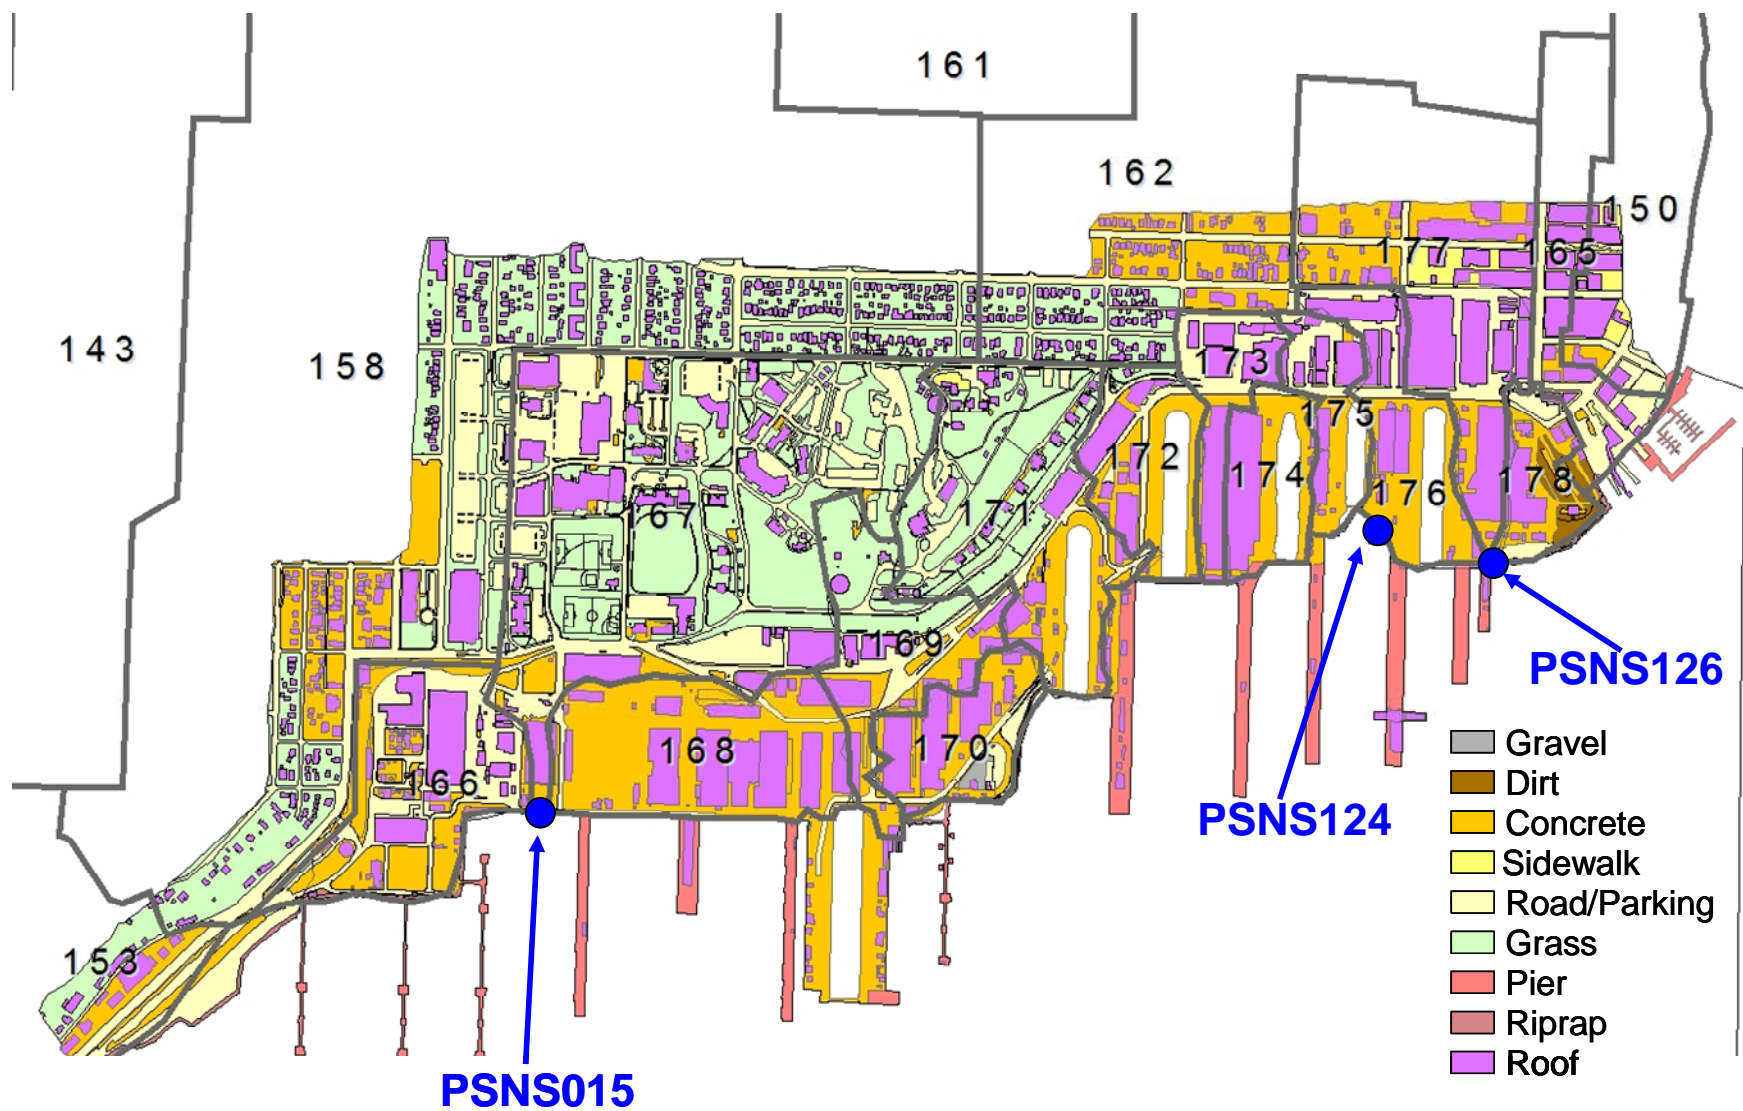 161
162
150
177
165
143
158
173
175
172
174
176
178
167
171
169
PSNS126
168
170
166
PSNS124
153
PSNS015
Gravel
Dirt
Concrete
Sidewalk
Road/Parking
Grass
Pier
Riprap
Roof